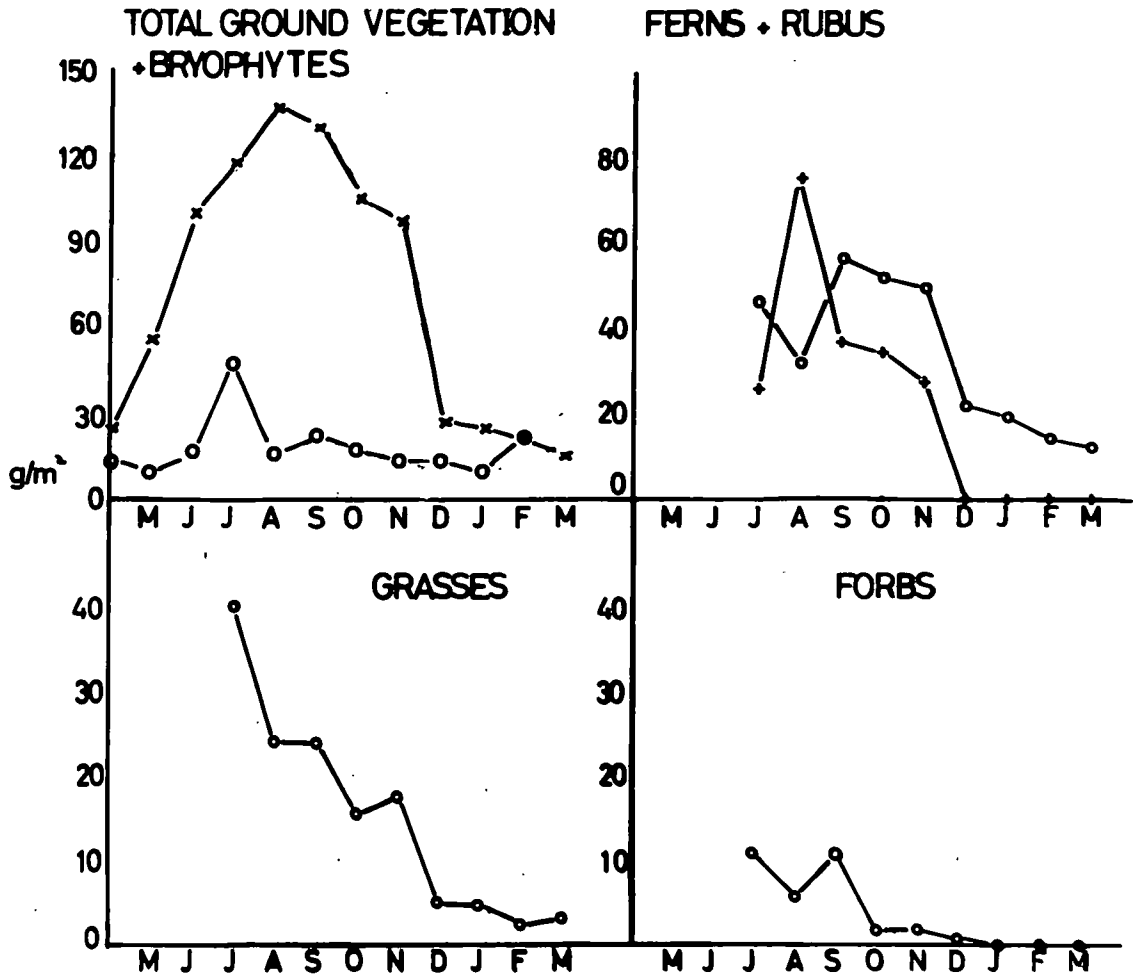 TOTAL GROUND VEGETATION
+BRYOPHYTES
FERNS + RUBUS
150
120
90
60
30
g/m²
0
M J J A S O N D J F M
80
60
40
20
0
M J J A S O N D J F M
GRASSES
40
30
20
10
0
M J J A S O N D J F M
FORBS
40
30
20
10
0
M J J A S O N D J F M